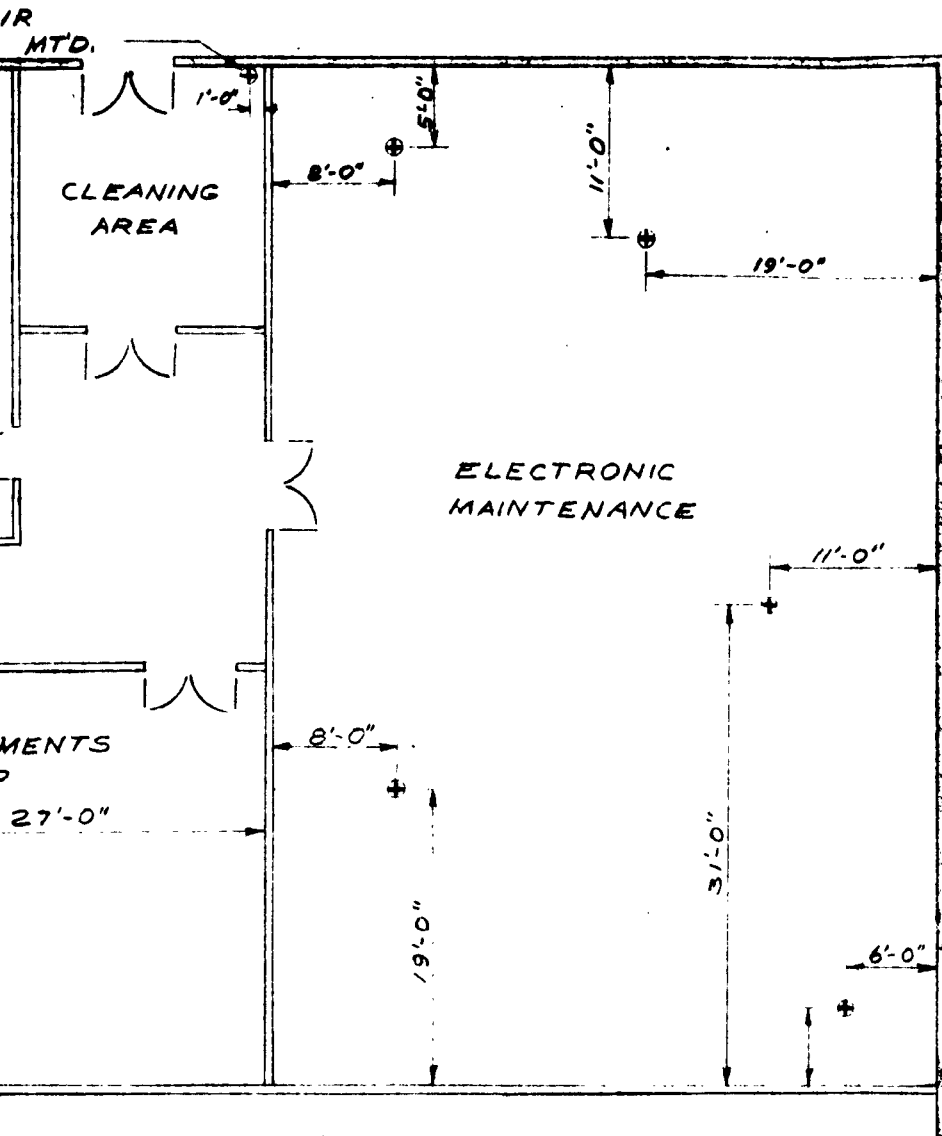 IR
MT'D.
1'-0"
5'-0"
11'-0"
8'-0"
CLEANING
AREA
19'-0"
ELECTRONIC
MAINTENANCE
11'-0"
8'-0"
MENTS
27'-0"
31'-0"
19'-0"
6'-0"